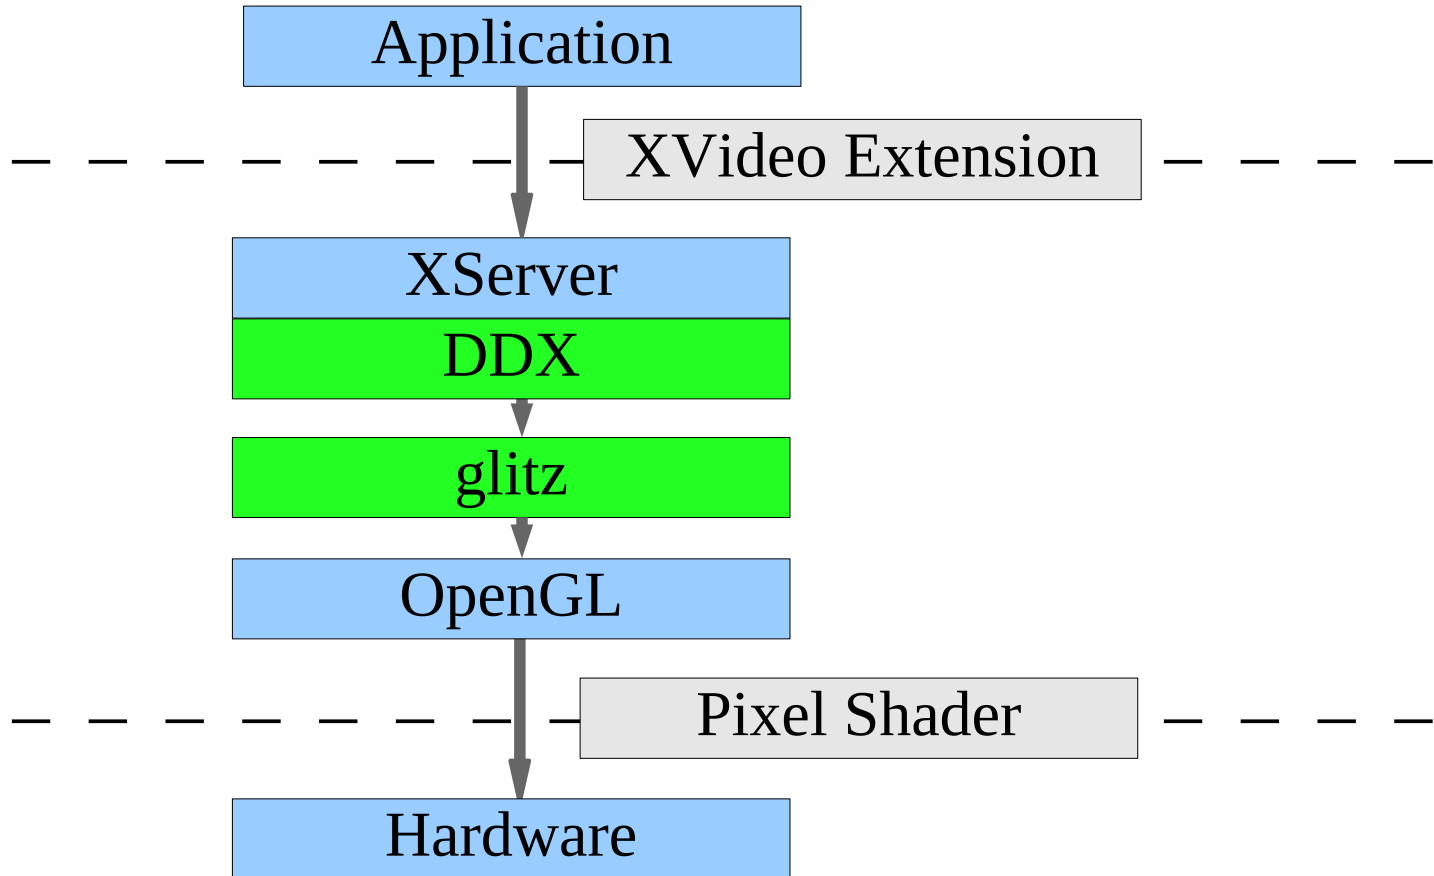 Application
XVideo Extension
XServer
DDX
glitz
OpenGL
Pixel Shader
Hardware